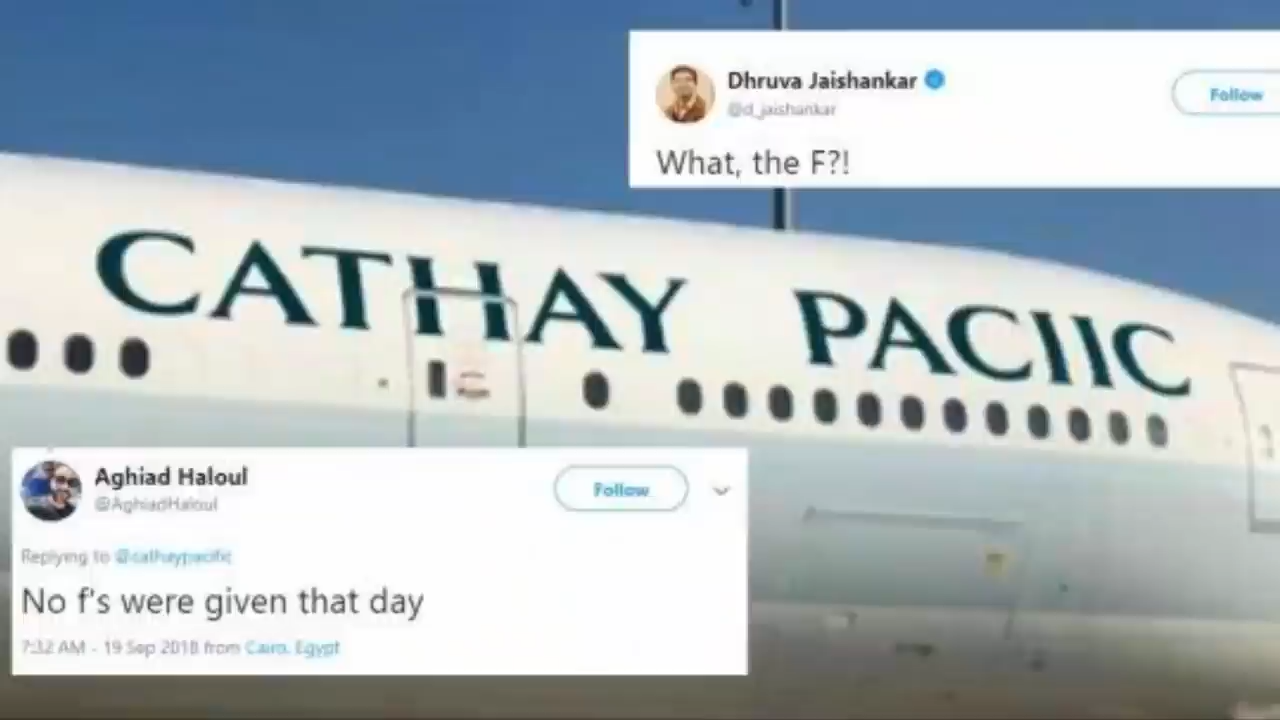 Dhruva Jaishankar
@d_jaishankar
Follow
What, the F?!
CATHAY PACIIC
Aghiad Haloul
@AghiadHaloul
Follow
Replying to @cathaypacific
No f's were given that day
7:32 AM - 19 Sep 2018 from Cairo, Egypt